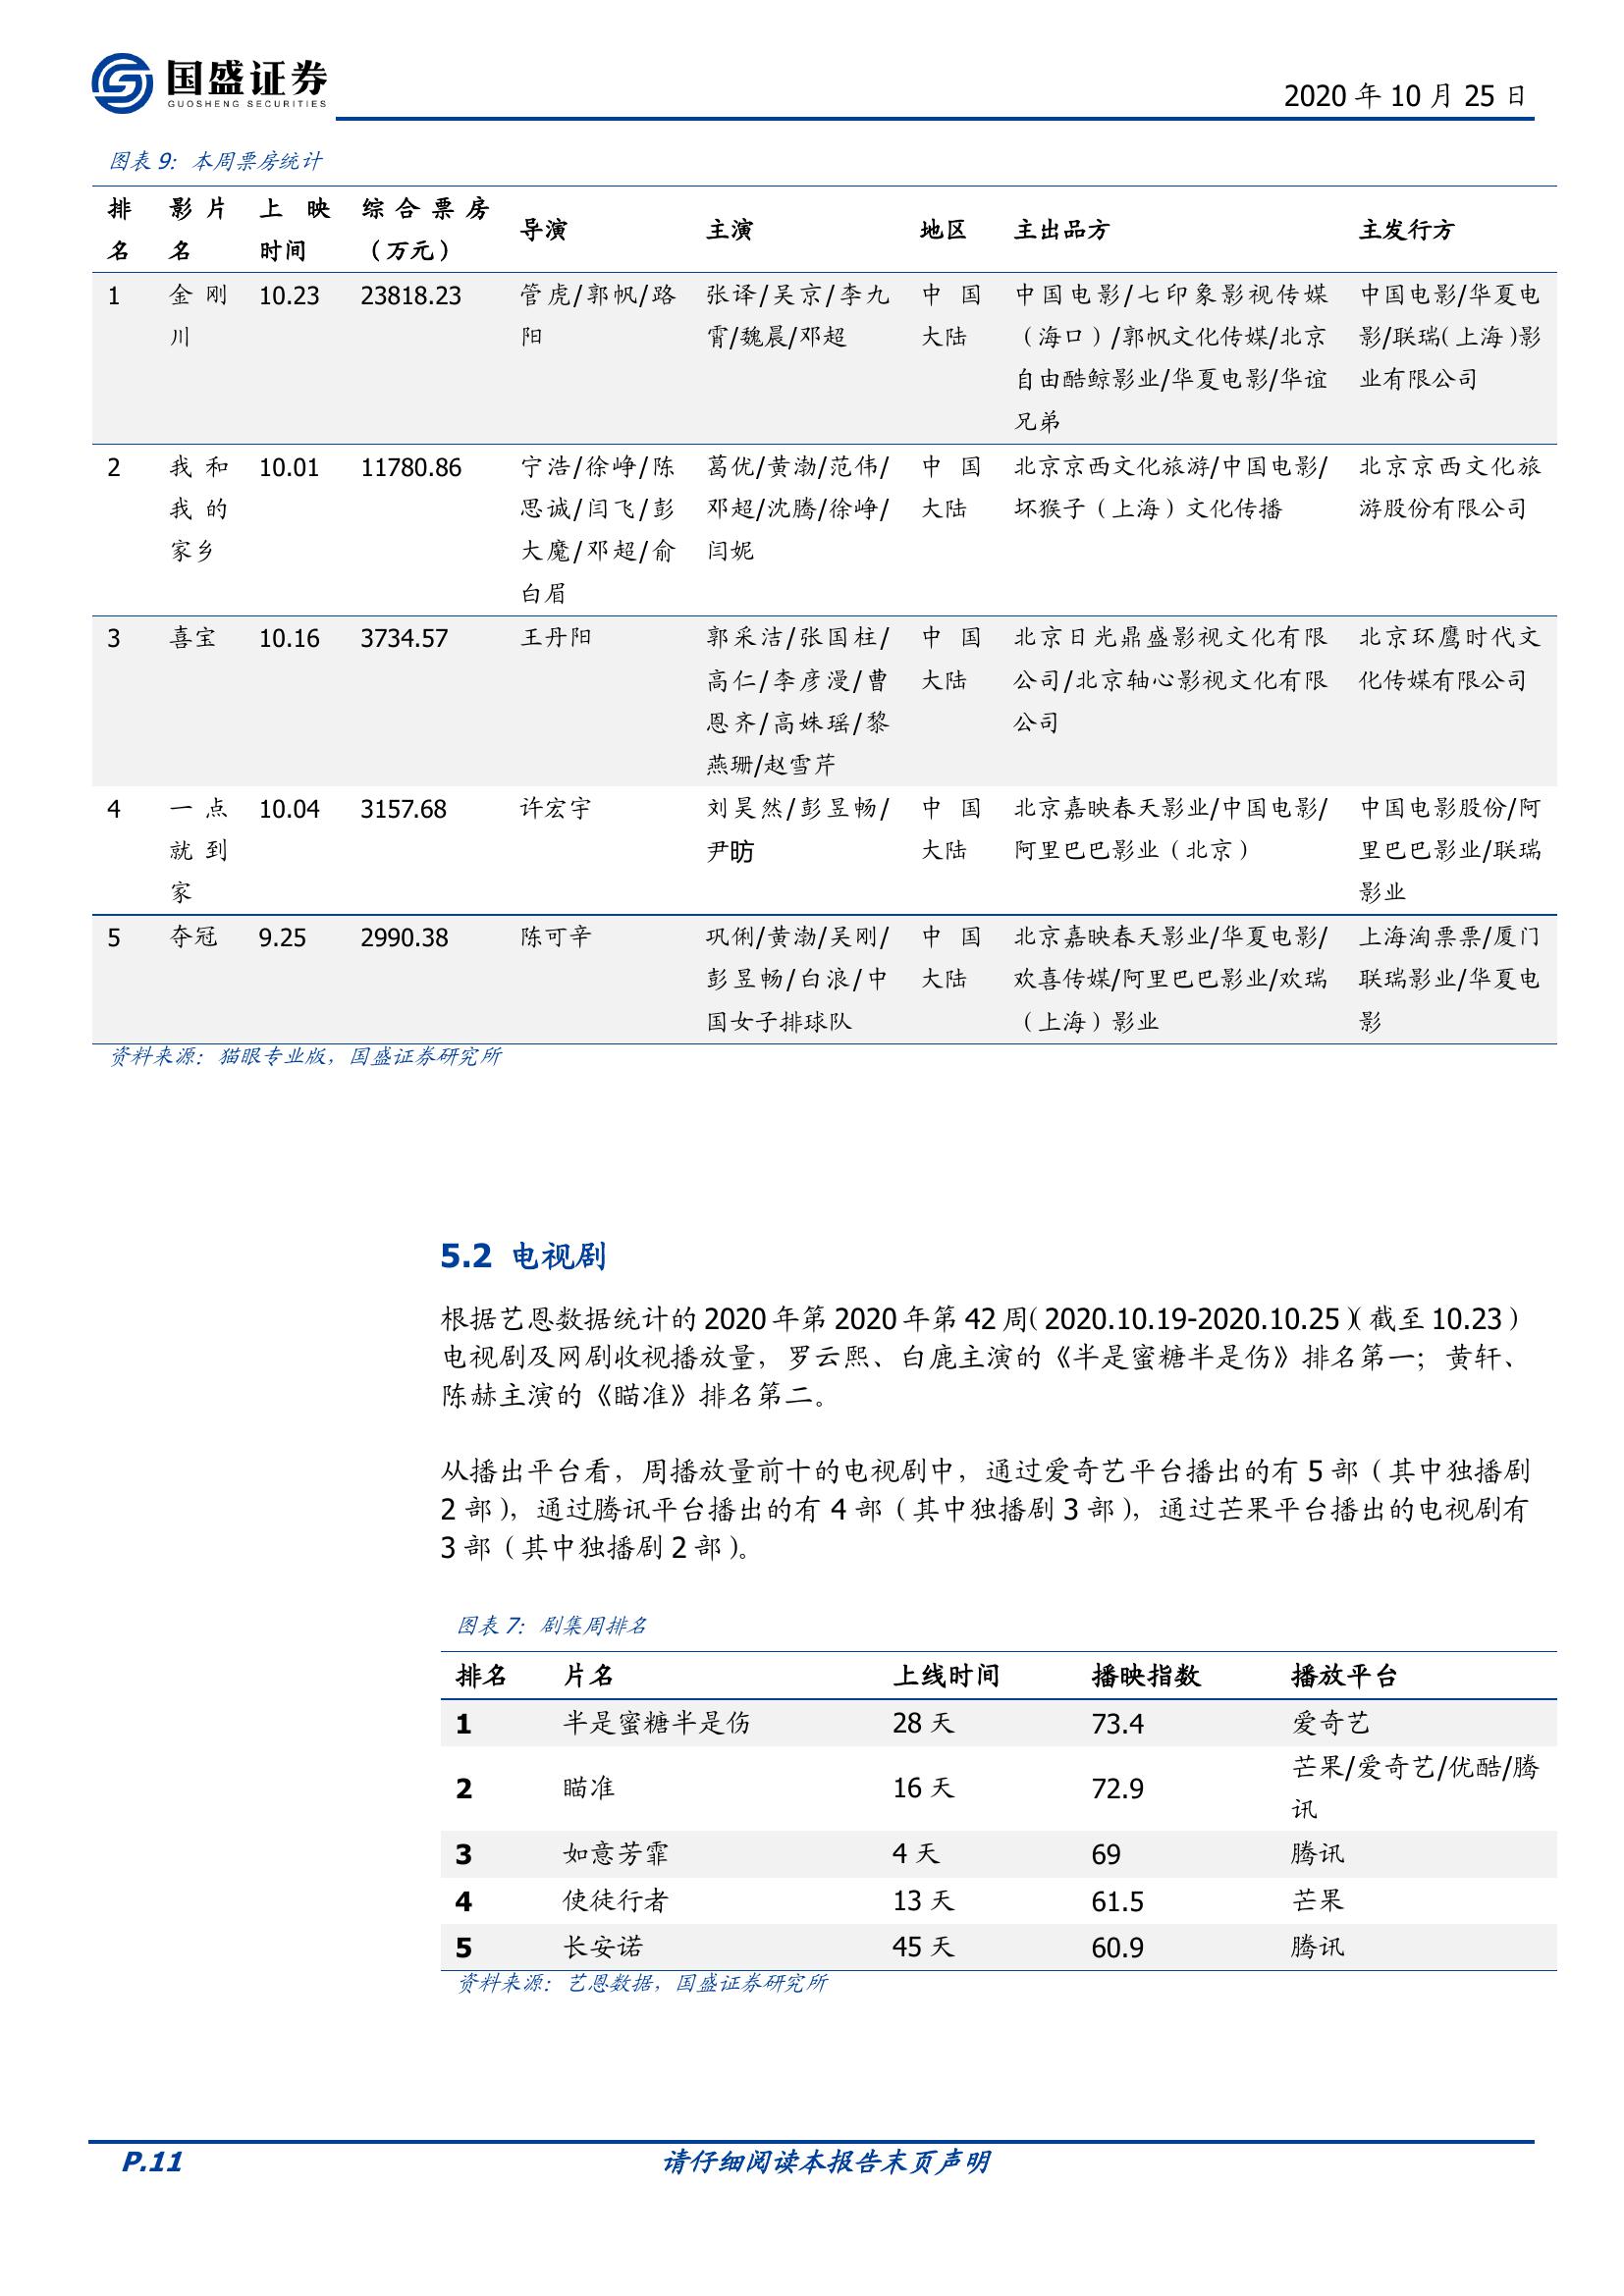 国盛证券
GUOSHENG SECURITIES
2020 年 10 月 25 日
图表 9：本周票房统计
排名 影片名 上映时间 综合票房（万元） 导演 主演 地区 主出品方 主发行方
1 金刚川 10.23 23818.23 管虎/郭帆/路阳 张译/吴京/李九霄/魏晨/邓超 中国大陆 中国电影/七印象影视传媒（海口）/郭帆文化传媒/北京自由酷鲸影业/华夏电影/华谊兄弟 中国电影/华夏电影/联瑞（上海）影业有限公司
2 我和我的家乡 10.01 11780.86 宁浩/徐峥/陈思诚/闫飞/彭大魔/邓超/俞白眉 葛优/黄渤/范伟/邓超/沈腾/徐峥/闫妮 中国大陆 北京京西文化旅游/中国电影/坏猴子（上海）文化传播 北京京西文化旅游股份有限公司
3 喜宝 10.16 3734.57 王丹阳 郭采洁/张国柱/高仁/李彦漫/曹恩齐/高姝瑶/黎燕珊/赵雪芹 中国大陆 北京日光鼎盛影视文化有限公司/北京轴心影视文化有限公司 北京环鹰时代文化传媒有限公司
4 一点就到家 10.04 3157.68 许宏宇 刘昊然/彭昱畅/尹昉 中国大陆 北京嘉映春天影业/中国电影/阿里巴巴影业（北京） 中国电影股份/阿里巴巴影业/联瑞影业
5 夺冠 9.25 2990.38 陈可辛 巩俐/黄渤/吴刚/彭昱畅/白浪/中国女子排球队 中国大陆 北京嘉映春天影业/华夏电影/欢喜传媒/阿里巴巴影业/欢瑞（上海）影业 上海淘票票/厦门联瑞影业/华夏电影
资料来源：猫眼专业版，国盛证券研究所
5.2 电视剧
根据艺恩数据统计的 2020 年第 2020 年第 42 周（2020.10.19-2020.10.25）（截至 10.23）
电视剧及网剧收视播放量，罗云熙、白鹿主演的《半是蜜糖半是伤》排名第一；黄轩、
陈赫主演的《瞄准》排名第二。
从播出平台看，周播放量前十的电视剧中，通过爱奇艺平台播出的有 5 部（其中独播剧
2 部），通过腾讯平台播出的有 4 部（其中独播剧 3 部），通过芒果平台播出的电视剧有
3 部（其中独播剧 2 部）。
图表 7：剧集周排名
排名 片名 上线时间 播映指数 播放平台
1 半是蜜糖半是伤 28 天 73.4 爱奇艺
2 瞄准 16 天 72.9 芒果/爱奇艺/优酷/腾讯
3 如意芳霏 4 天 69 腾讯
4 使徒行者 13 天 61.5 芒果
5 长安诺 45 天 60.9 腾讯
资料来源：艺恩数据，国盛证券研究所
P.11 请仔细阅读本报告末页声明